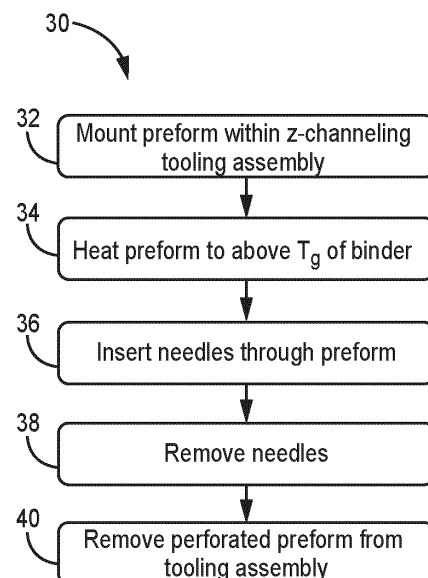 30
32
Mount preform within z-channeling
tooling assembly
34
Heat preform to above Tg of binder
36
Insert needles through preform
38
Remove needles
40
Remove perforated preform from
tooling assembly